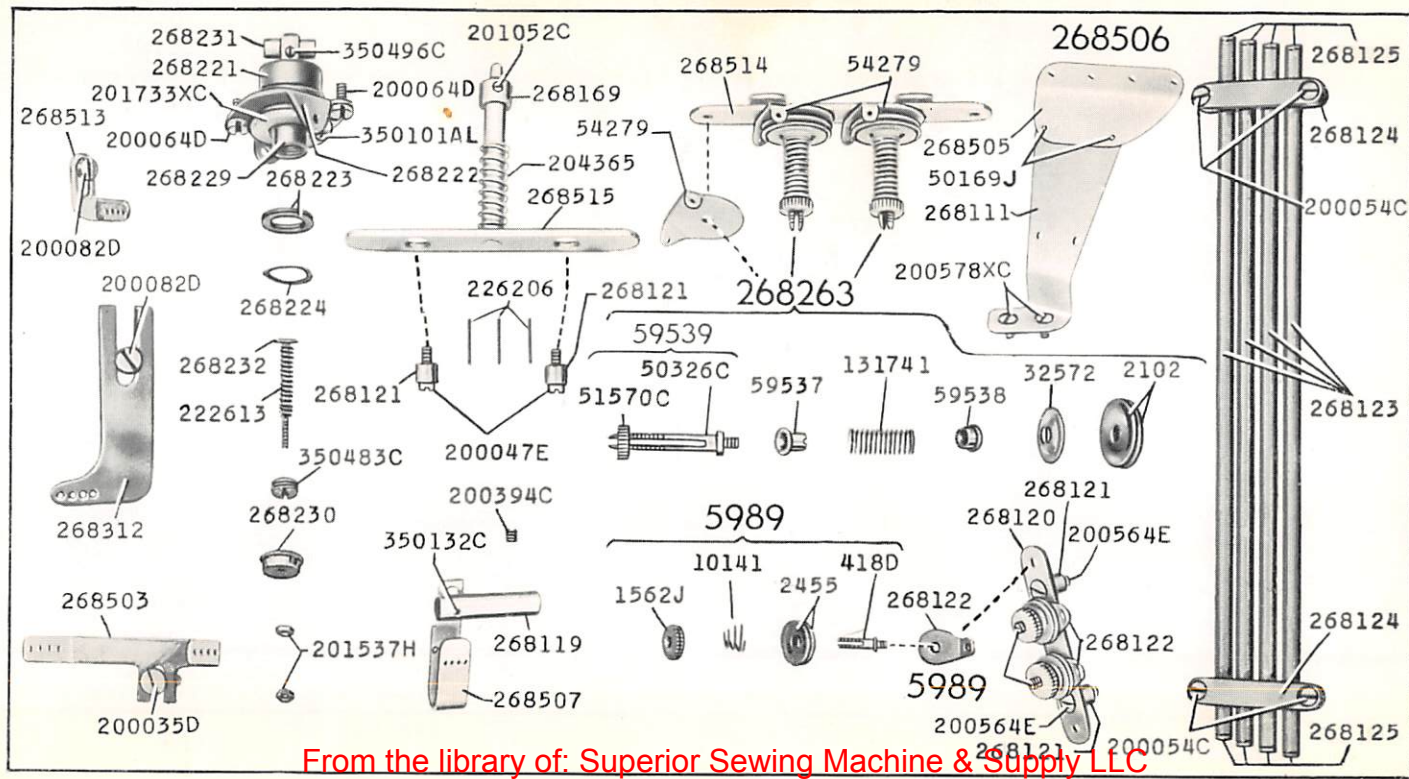 268231
350496C
201052C
268506
268125
268221
268514
54279
201733XC
200064D
268169
268513
54279
268124
200064D
350101AL
268505
204365
50169J
268229
268223
268222
268515
268111
200054C
200082D
200578XC
200082D
268224
226206
268121
268263
59539
268232
50326C
131741
32572
2102
268121
59537
59538
51570C
268123
222613
200047E
350483C
268121
200394C
5989
268120
268230
200564E
268312
350132C
10141
418D
2455
1562J
268122
268503
268124
268119
268122
201537H
5989
268507
200564E
200035D
268121
200054C
268125
From the library of: Superior Sewing Machine & Supply LLC